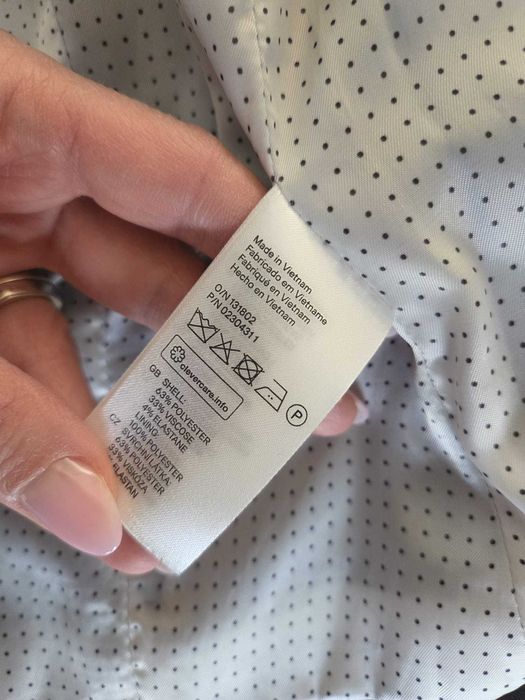 Made in Vietnam
Fabricado em Vietname
Fabriqué en Vietnam
Hecho en Vietnam
O/N 131602
P/N 02304311
P
clevercare.info
GB SHELL:
63% POLYESTER
33% VISCOSE
4% ELASTANE
LINING:
100% POLYESTER
CZ SVRCHNÍ LÁTKA:
63% POLYESTER
33% VISKÓZA
ELASTAN